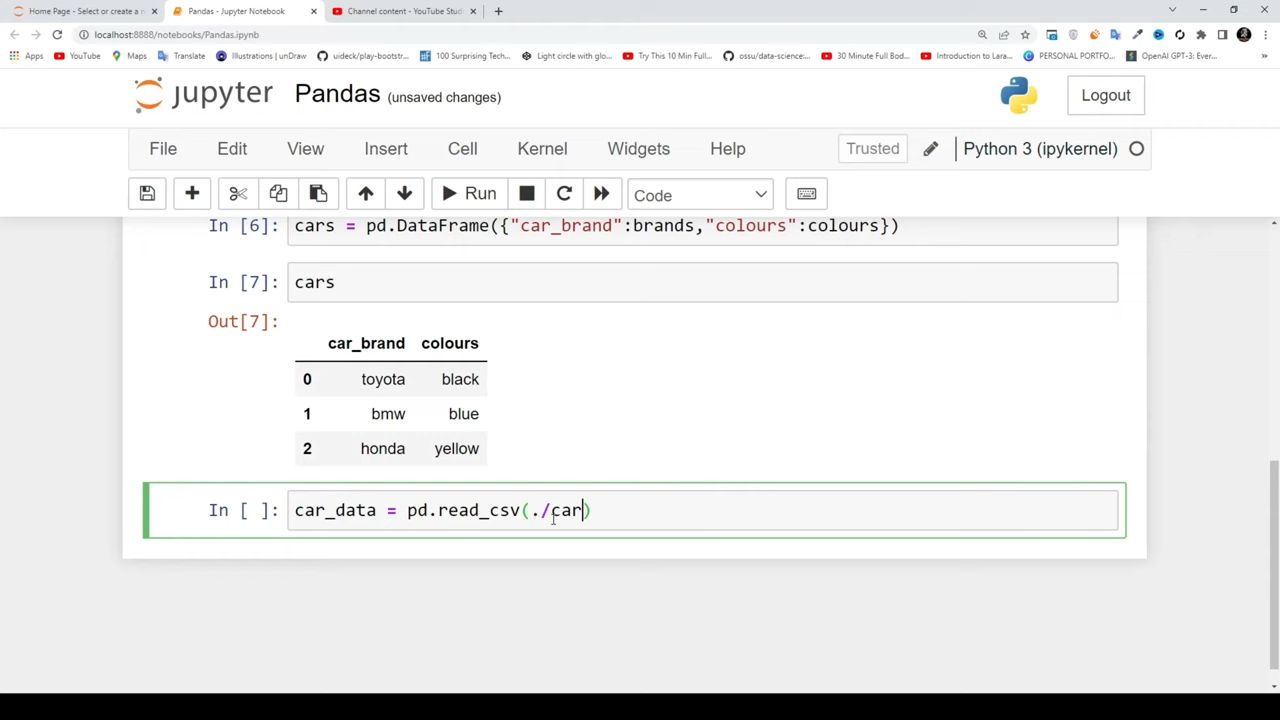 Home Page - Select or create a n
Pandas - Jupyter Notebook
Channel content - YouTube Stud
localhost:8888/notebooks/Pandas.ipynb
Apps YouTube Maps Translate Illustrations | unDraw uideck/play-bootstr... 100 Surprising Tech... Light circle with glo... Try This 10 Min Full... ossu/data-science:... 30 Minute Full Bod... Introduction to Lara... PERSONAL PORTFO... OpenAI GPT-3: Ever... »
jupyter Pandas (unsaved changes) Logout
File Edit View Insert Cell Kernel Widgets Help Trusted Python 3 (ipykernel)
Run Code
In [6]: cars = pd.DataFrame({"car_brand":brands,"colours":colours})
In [7]: cars
Out[7]:
car_brand colours
0 toyota black
1 bmw blue
2 honda yellow
In [ ]: car_data = pd.read_csv(./car)